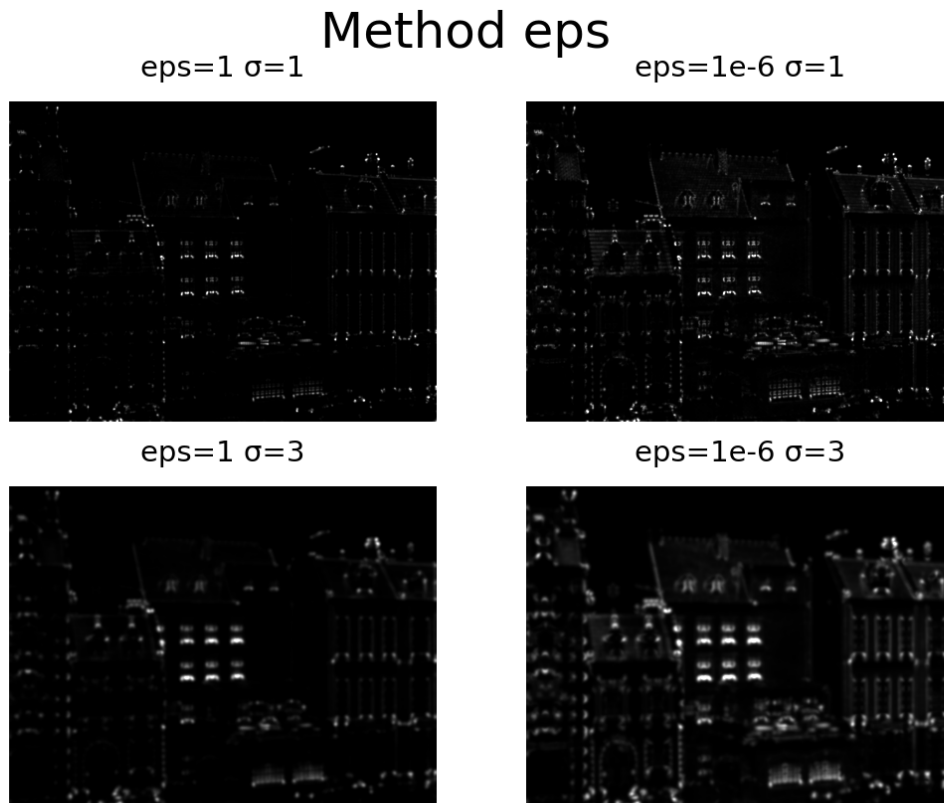 Method eps
eps=1 σ=1
eps=1e-6 σ=1
eps=1 σ=3
eps=1e-6 σ=3